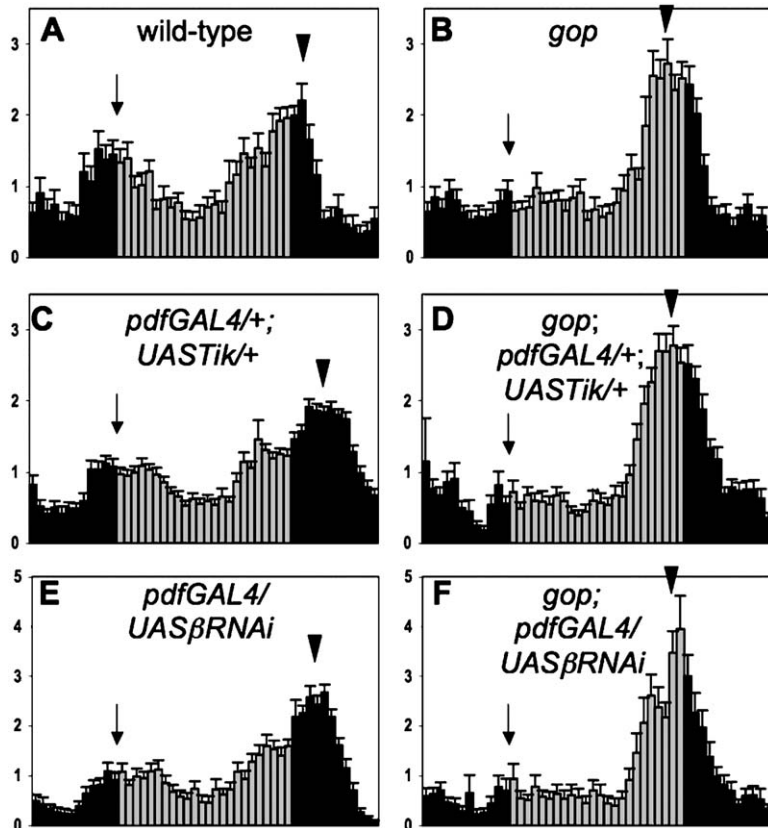 A wild-type
3
2
1
0
B gop
3
2
1
0
C pdfGAL4/+;
UASTik/+
3
2
1
0
D gop;
pdfGAL4/+;
UASTik/+
3
2
1
0
E pdfGAL4/
UASβRNAi
5
4
3
2
1
0
F gop;
pdfGAL4/
UASβRNAi
5
4
3
2
1
0